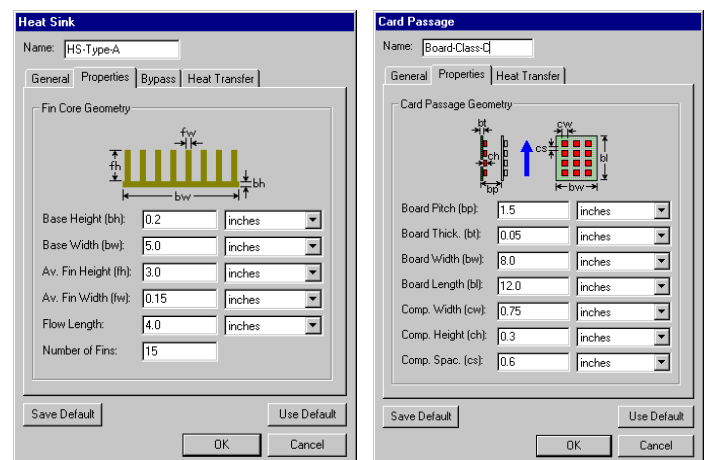 Heat Sink
Name: HS-Type-A
General Properties Bypass Heat Transfer
Fin Core Geometry
fw
fh
bh
bw
Base Height (bh): 0.2 inches
Base Width (bw): 5.0 inches
Av. Fin Height (fh): 3.0 inches
Av. Fin Width (fw): 0.15 inches
Flow Length: 4.0 inches
Number of Fins: 15
Save Default Use Default
OK Cancel
Card Passage
Name: Board-Class-C
General Properties Heat Transfer
Card Passage Geometry
bt cw
cs
ch bl
bp bw
Board Pitch (bp): 1.5 inches
Board Thick. (bt): 0.05 inches
Board Width (bw): 8.0 inches
Board Length (bl): 12.0 inches
Comp. Width (cw): 0.75 inches
Comp. Height (ch): 0.3 inches
Comp. Spac. (cs): 0.6 inches
Save Default Use Default
OK Cancel